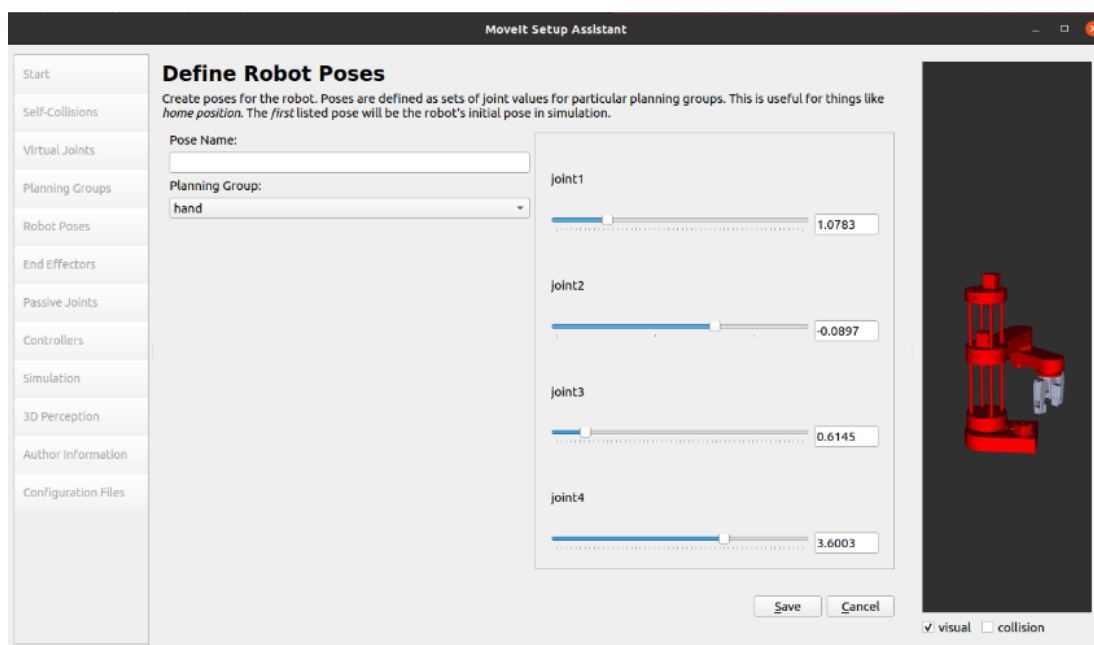 MoveIt Setup Assistant
Start
Self-Collisions
Virtual Joints
Planning Groups
Robot Poses
End Effectors
Passive Joints
Controllers
Simulation
3D Perception
Author Information
Configuration Files
Define Robot Poses
Create poses for the robot. Poses are defined as sets of joint values for particular planning groups. This is useful for things like
home position. The first listed pose will be the robot's initial pose in simulation.
Pose Name:
Planning Group:
hand
joint1
1.0783
joint2
-0.0897
joint3
0.6145
joint4
3.6003
Save Cancel
visual collision